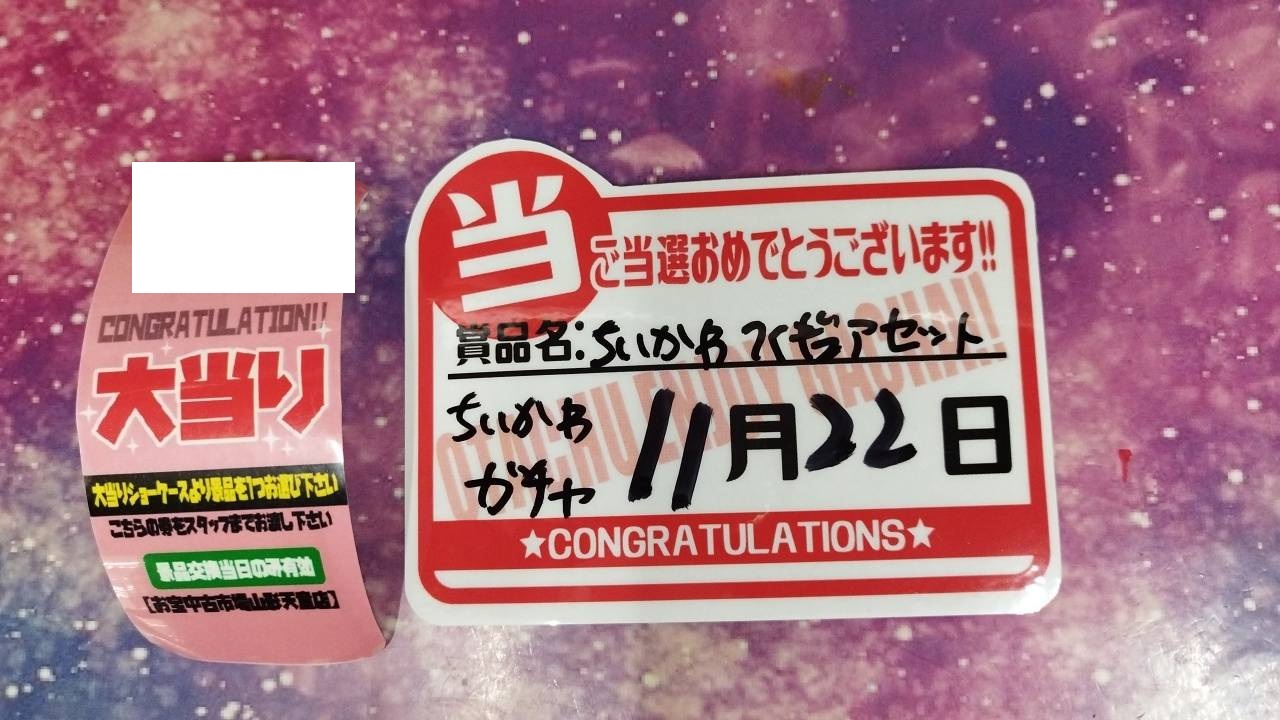 CONGRATULATION!!
大当り
大当りショーケースより景品を1つお選び下さい
こちらの券をスタッフまでお渡し下さい
景品交換当日のみ有効
【お宝中古市場山形天童店】
当
ご当選おめでとうございます!!
賞品名:ちいかわフィギュアセット
ちいかわ
ガチャ
11月22日
★CONGRATULATIONS★